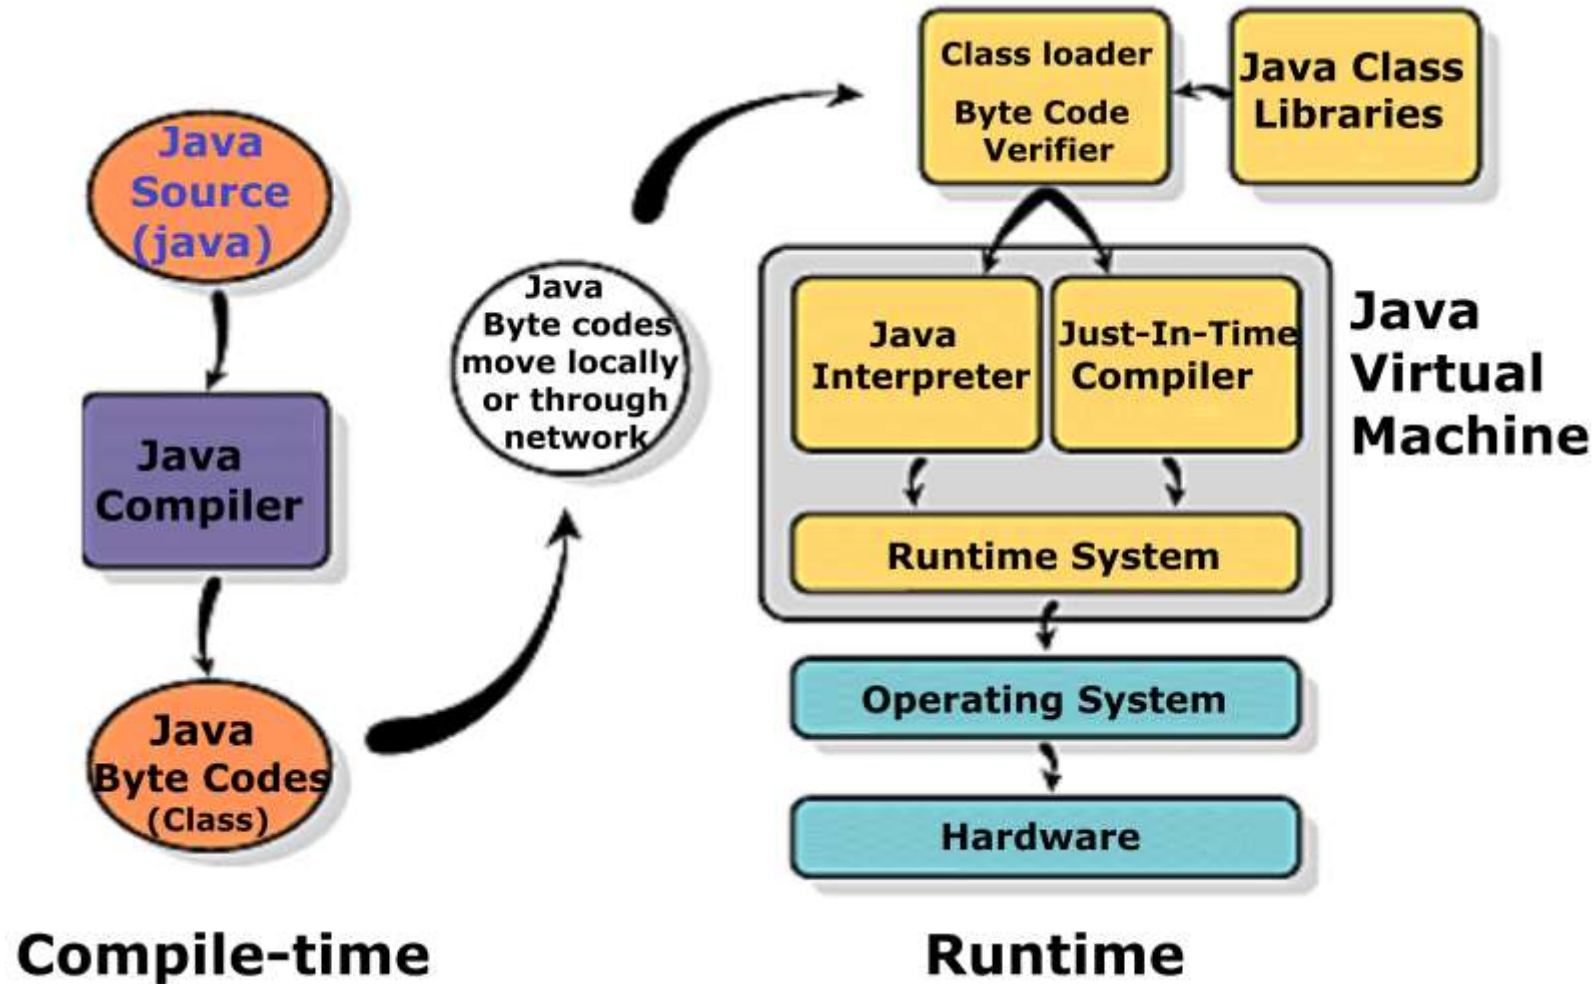 Java
Source
(java)
Java
Compiler
Java
Byte Codes
(Class)
Compile-time
Java
Byte codes
move locally
or through
network
Class loader
Byte Code
Verifier
Java Class
Libraries
Java
Interpreter
Just-In-Time
Compiler
Runtime System
Java
Virtual
Machine
Operating System
Hardware
Runtime